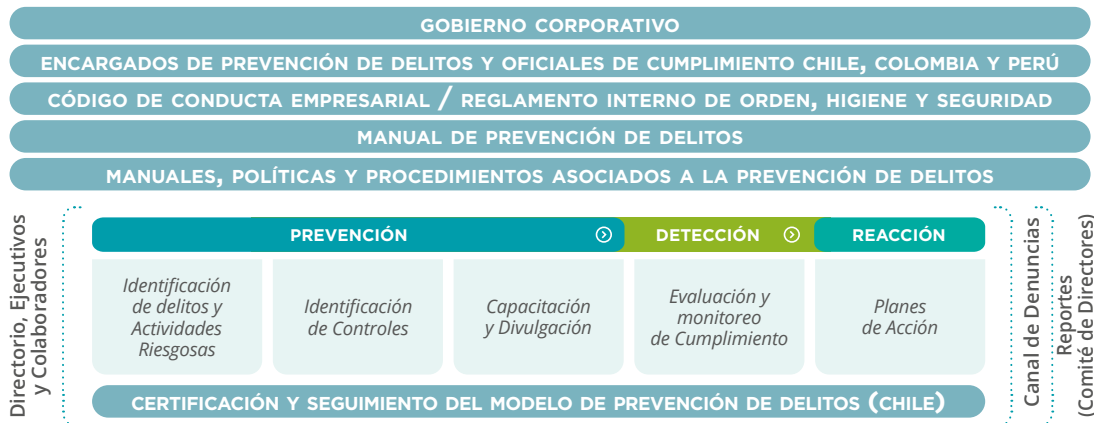 GOBIERNO CORPORATIVO
ENCARGADOS DE PREVENCIÓN DE DELITOS Y OFICIALES DE CUMPLIMIENTO CHILE, COLOMBIA Y PERÚ
CÓDIGO DE CONDUCTA EMPRESARIAL / REGLAMENTO INTERNO DE ORDEN, HIGIENE Y SEGURIDAD
MANUAL DE PREVENCIÓN DE DELITOS
MANUALES, POLÍTICAS Y PROCEDIMIENTOS ASOCIADOS A LA PREVENCIÓN DE DELITOS
Directorio, Ejecutivos
y Colaboradores
PREVENCIÓN
DETECCIÓN
REACCIÓN
Identificación
de delitos y
Actividades
Riesgosas
Identificación
de Controles
Capacitación
y Divulgación
Evaluación y
monitoreo
de Cumplimiento
Planes
de Acción
CERTIFICACIÓN Y SEGUIMIENTO DEL MODELO DE PREVENCIÓN DE DELITOS (CHILE)
Canal de Denuncias
Reportes
(Comité de Directores)